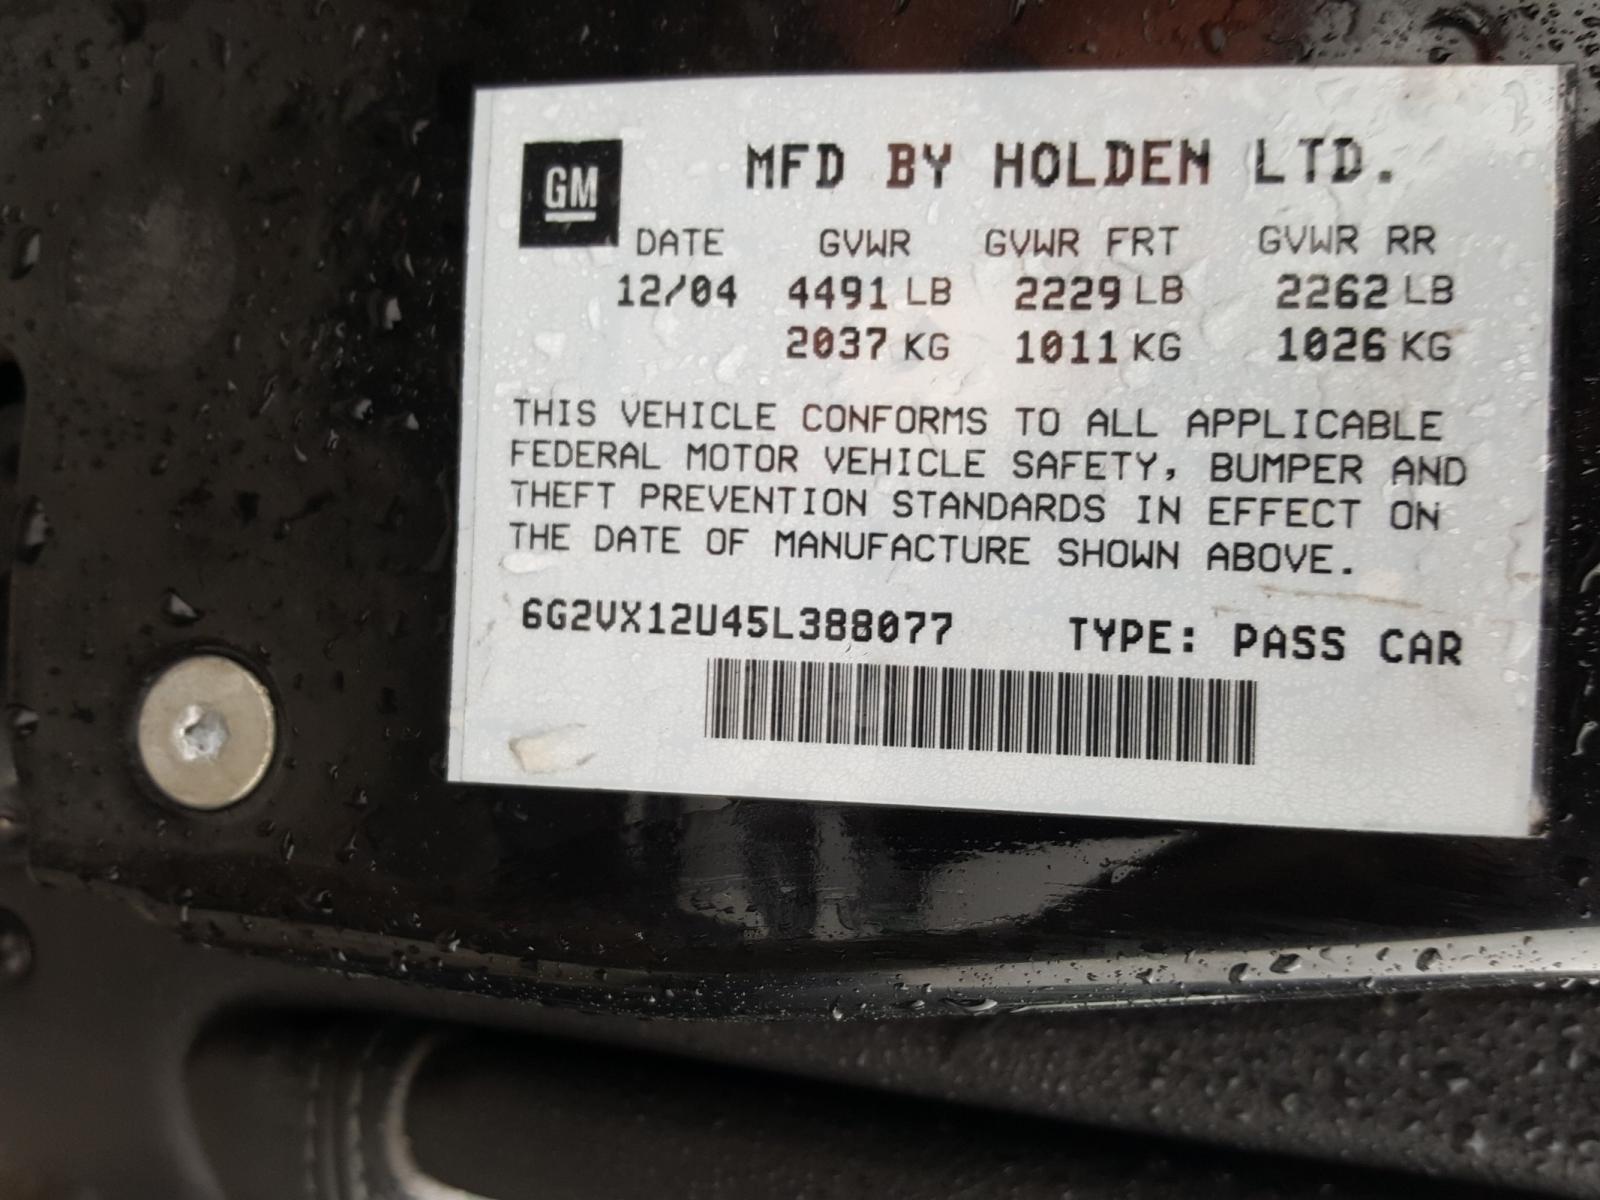 GM
MFD BY HOLDEN LTD.
DATE GVWR GVWR FRT GVWR RR
12/04 4491 LB 2229 LB 2262 LB
2037 KG 1011 KG 1026 KG
THIS VEHICLE CONFORMS TO ALL APPLICABLE
FEDERAL MOTOR VEHICLE SAFETY, BUMPER AND
THEFT PREVENTION STANDARDS IN EFFECT ON
THE DATE OF MANUFACTURE SHOWN ABOVE.
6G2VX12U45L388077 TYPE: PASS CAR